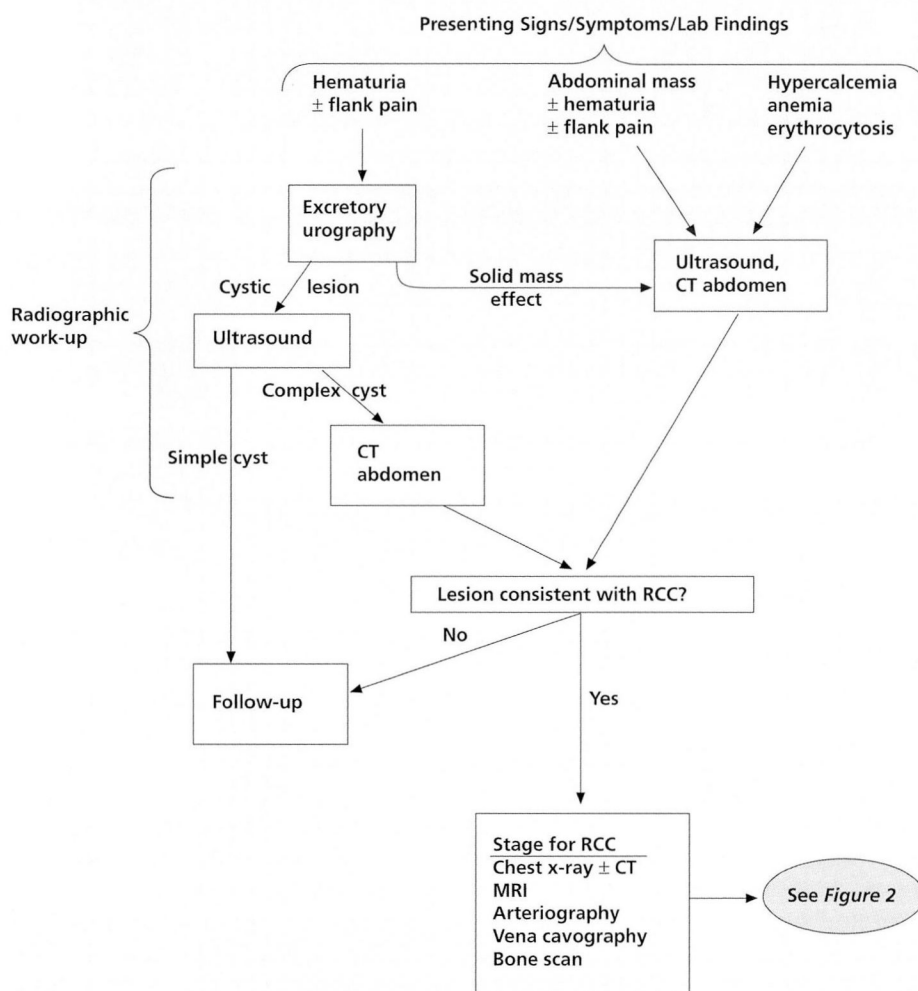 Presenting Signs/Symptoms/Lab Findings
Hematuria
± flank pain
Abdominal mass
± hematuria
± flank pain
Hypercalcemia
anemia
erythrocytosis
Radiographic
work-up
Excretory
urography
Cystic lesion
Solid mass
effect
Ultrasound,
CT abdomen
Ultrasound
Complex cyst
Simple cyst
CT
abdomen
Lesion consistent with RCC?
No
Yes
Follow-up
Stage for RCC
Chest x-ray ± CT
MRI
Arteriography
Vena cavography
Bone scan
See Figure 2